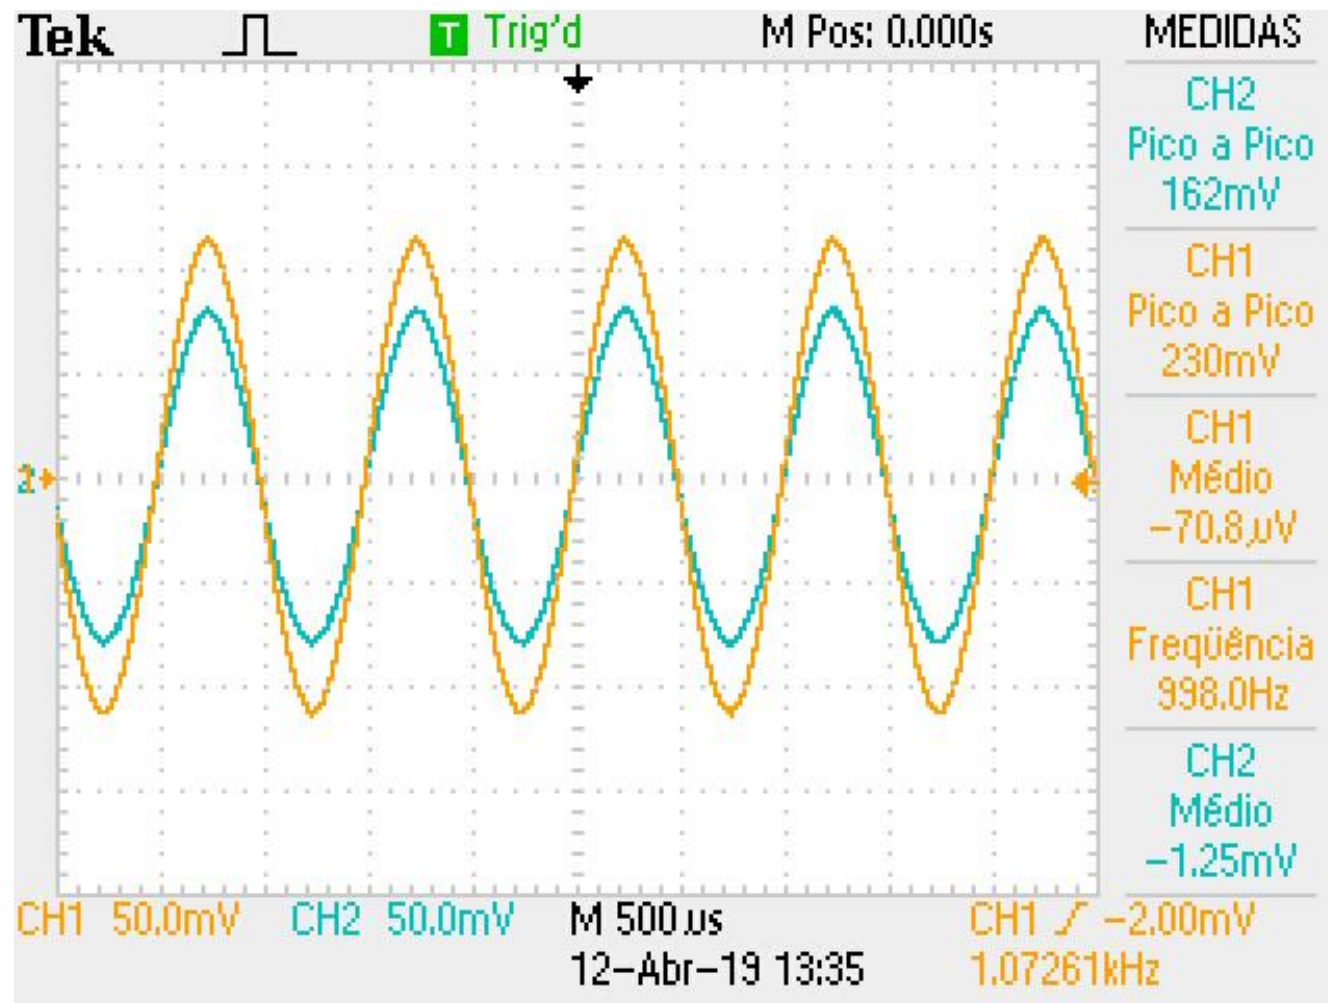 Tek T Trig'd M Pos: 0.000s MEDIDAS
CH2
Pico a Pico
162mV
CH1
Pico a Pico
230mV
CH1
Médio
-70.8µV
CH1
Freqüência
998.0Hz
CH2
Médio
-1.25mV
2
CH1 50.0mV CH2 50.0mV M 500µs CH1 -2.00mV
12-Abr-19 13:35 1.07261kHz